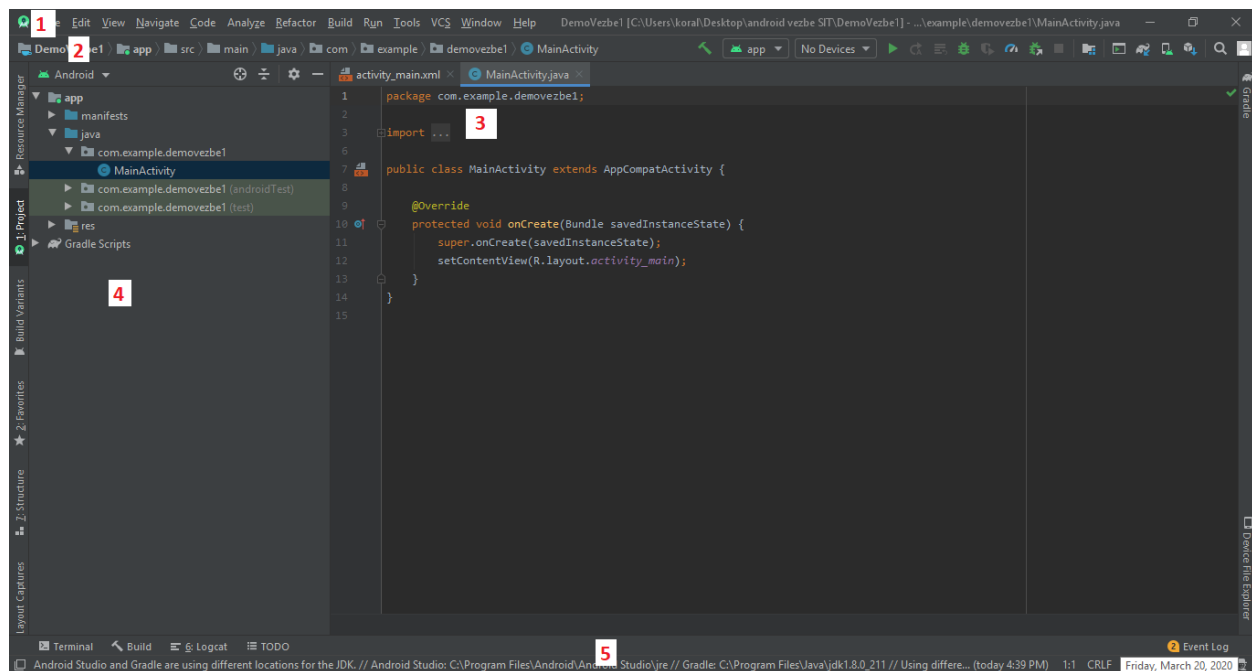 1 Edit View Navigate Code Analyze Refactor Build Run Tools VCS Window Help DemoVezbe1 [C:\Users\koral\Desktop\android vezbe SIT\DemoVezbe1] - ...\example\demovezbe1\MainActivity.java
2 app src main java com example demovezbe1 MainActivity app No Devices
Android
activity_main.xml
MainActivity.java
app
manifests
java
com.example.demovezbe1
MainActivity
com.example.demovezbe1 (androidTest)
com.example.demovezbe1 (test)
res
Gradle Scripts
4
1 package com.example.demovezbe1;
2
3 import ...
3
6
7 public class MainActivity extends AppCompatActivity {
8
9 @Override
10 protected void onCreate(Bundle savedInstanceState) {
11 super.onCreate(savedInstanceState);
12 setContentView(R.layout.activity_main);
13 }
14 }
15
Resource Manager
1: Project
Build Variants
2: Favorites
7: Structure
Layout Captures
Gradle
Device File Explorer
Terminal Build 6: Logcat TODO 5 2 Event Log
Android Studio and Gradle are using different locations for the JDK. // Android Studio: C:\Program Files\Android\Android Studio\jre // Gradle: C:\Program Files\Java\jdk1.8.0_211 // Using differe... (today 4:39 PM) 1:1 CRLF Friday, March 20, 2020